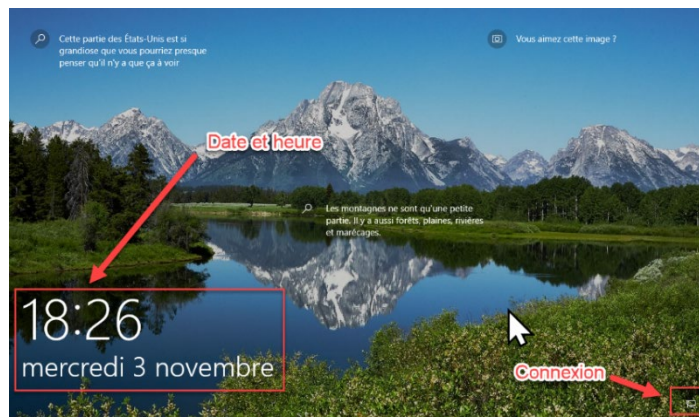 Cette partie des États-Unis est si
grandiose que vous pourriez presque
penser qu'il n'y a que ça à voir
Vous aimez cette image ?
Date et heure
Les montagnes ne sont qu'une petite
partie. Il y a aussi forêts, plaines, rivières
et marécages.
18:26
mercredi 3 novembre
Connexion